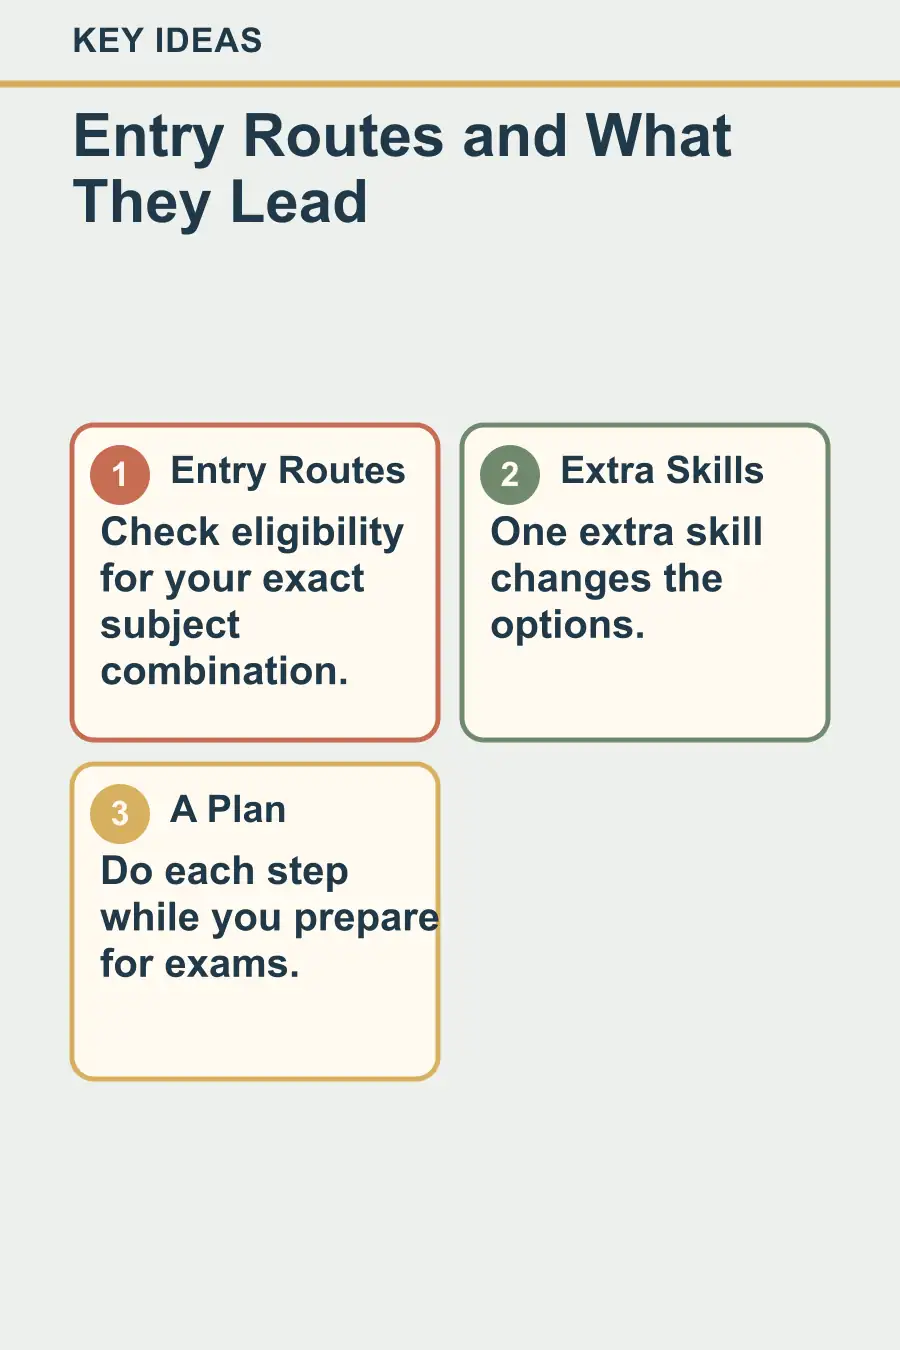 KEY IDEAS
Entry Routes and What
They Lead
1 Entry Routes
Check eligibility
for your exact
subject
combination.
2 Extra Skills
One extra skill
changes the
options.
3 A Plan
Do each step
while you prepare
for exams.